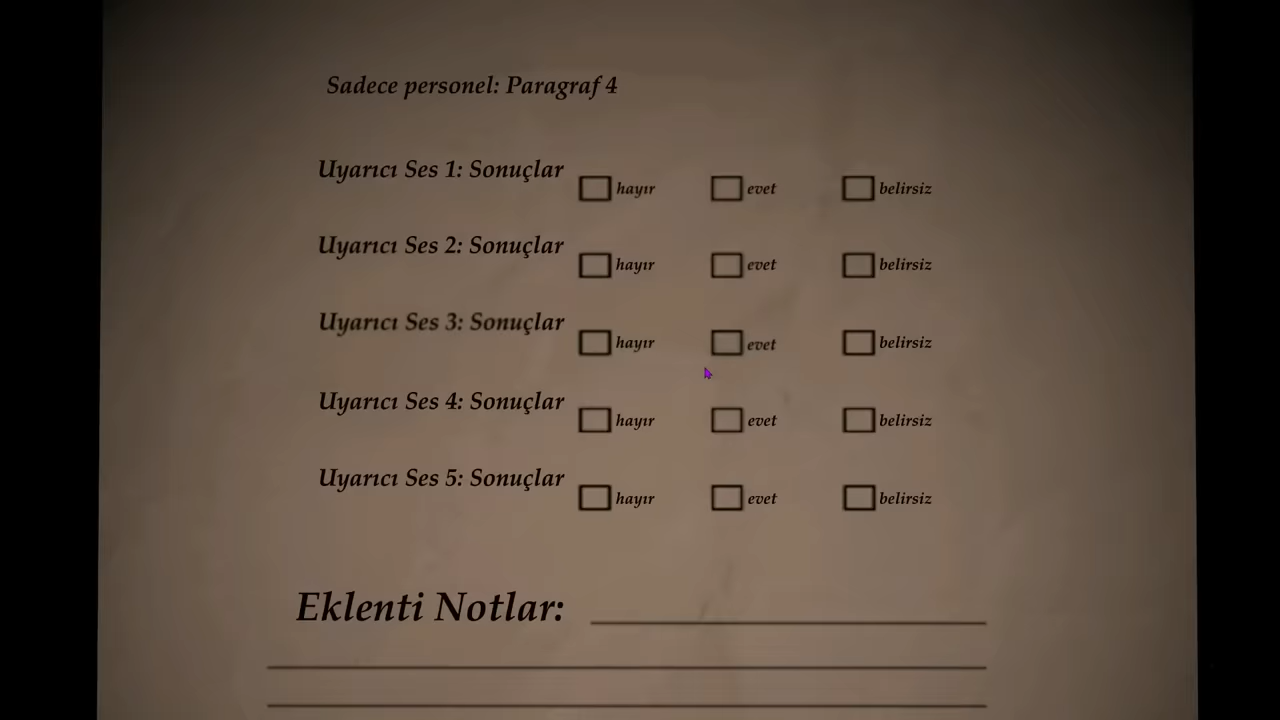 Sadece personel: Paragraf 4
Uyarıcı Ses 1: Sonuçlar hayır evet belirsiz
Uyarıcı Ses 2: Sonuçlar hayır evet belirsiz
Uyarıcı Ses 3: Sonuçlar hayır evet belirsiz
Uyarıcı Ses 4: Sonuçlar hayır evet belirsiz
Uyarıcı Ses 5: Sonuçlar hayır evet belirsiz
Eklenti Notlar: